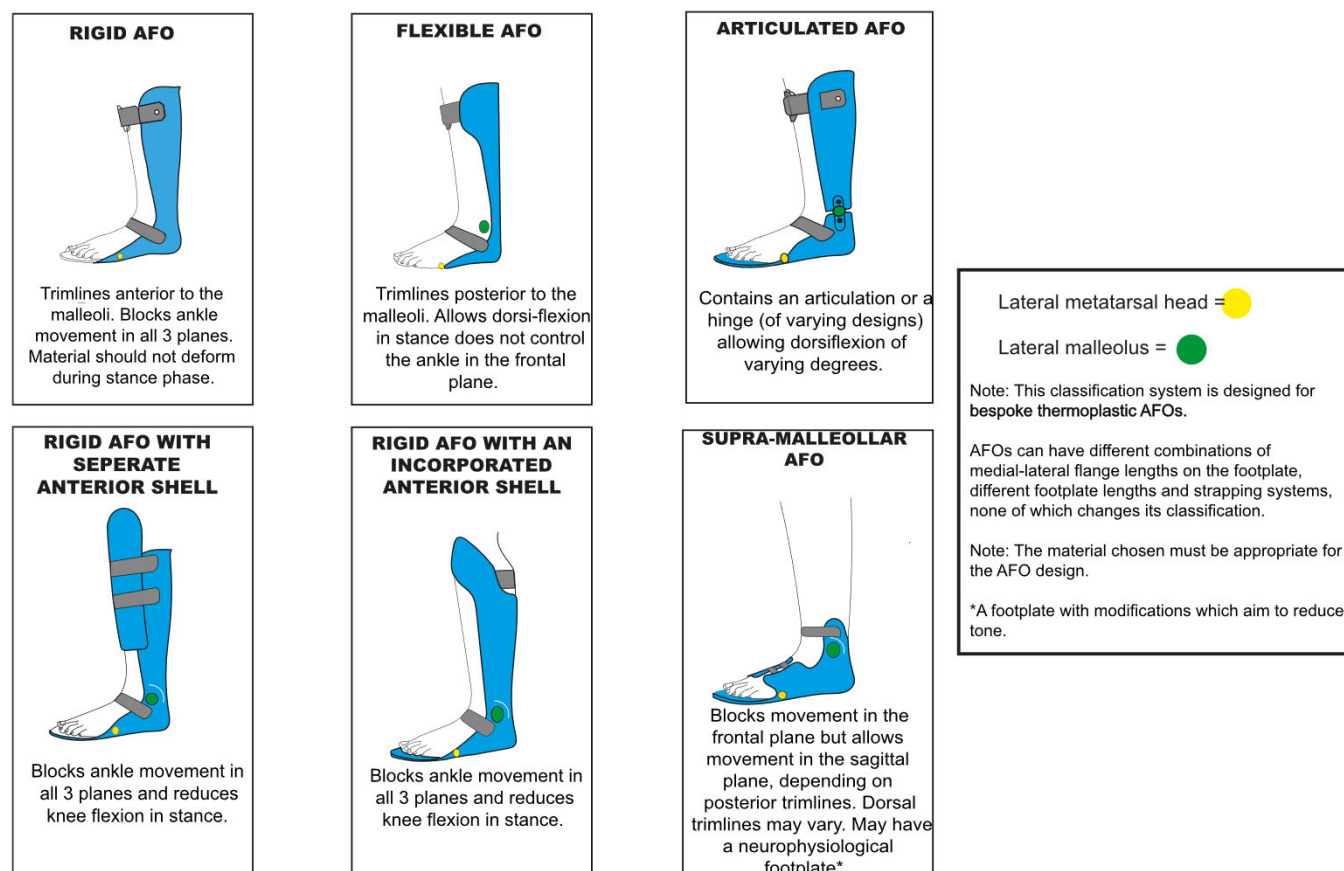 RIGID AFO
Trimlines anterior to the
malleoli. Blocks ankle
movement in all 3 planes.
Material should not deform
during stance phase.
FLEXIBLE AFO
Trimlines posterior to the
malleoli. Allows dorsi-flexion
in stance does not control
the ankle in the frontal
plane.
ARTICULATED AFO
Contains an articulation or a
hinge (of varying designs)
allowing dorsiflexion of
varying degrees.
RIGID AFO WITH
SEPERATE
ANTERIOR SHELL
Blocks ankle movement in
all 3 planes and reduces
knee flexion in stance.
RIGID AFO WITH AN
INCORPORATED
ANTERIOR SHELL
Blocks ankle movement in
all 3 planes and reduces
knee flexion in stance.
SUPRA-MALLEOLLAR
AFO
Blocks movement in the
frontal plane but allows
movement in the sagittal
plane, depending on
posterior trimlines. Dorsal
trimlines may vary. May have
a neurophysiological
footplate*
Lateral metatarsal head =
Lateral malleolus =
Note: This classification system is designed for
bespoke thermoplastic AFOs.
AFOs can have different combinations of
medial-lateral flange lengths on the footplate,
different footplate lengths and strapping systems,
none of which changes its classification.
Note: The material chosen must be appropriate for
the AFO design.
*A footplate with modifications which aim to reduce
tone.